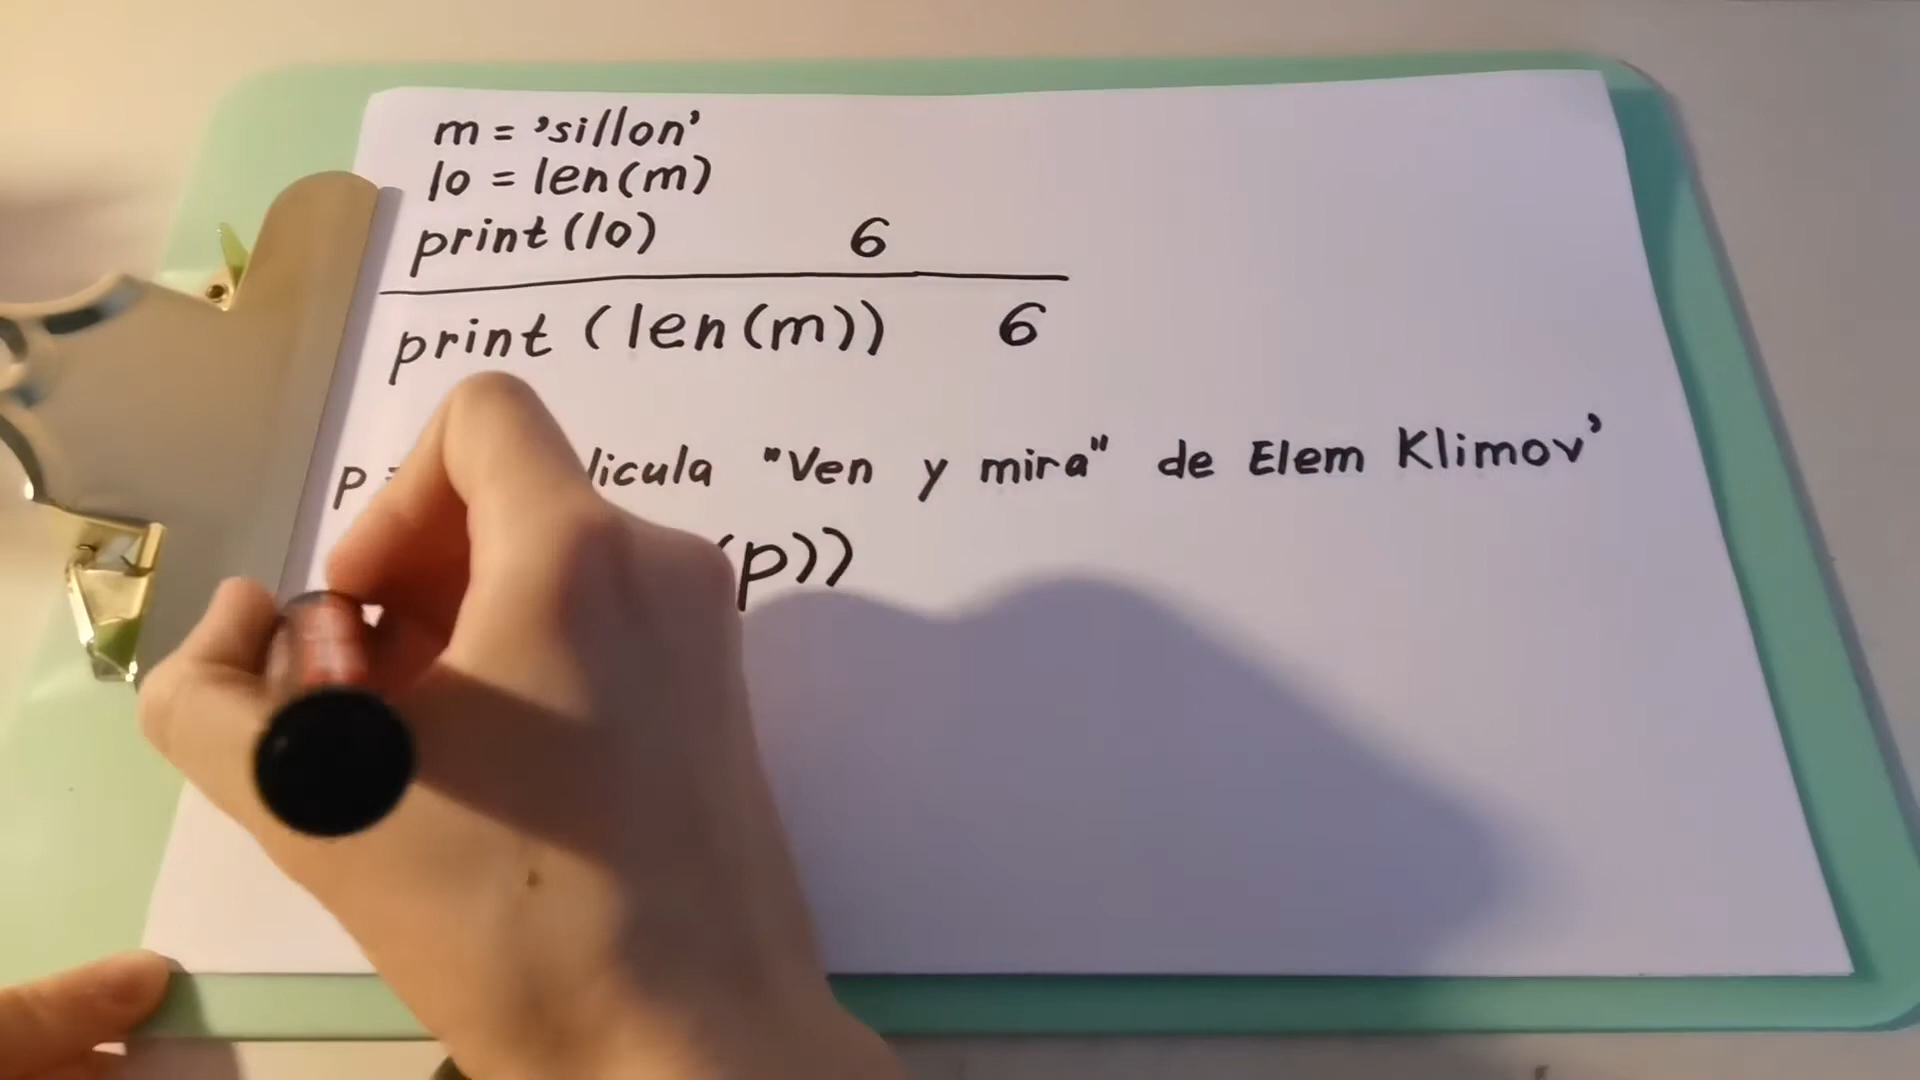 m = 'sillon'
lo = len(m)
print(lo) 6
print (len(m)) 6
p = licula "Ven y mira" de Elem Klimov'
(p))